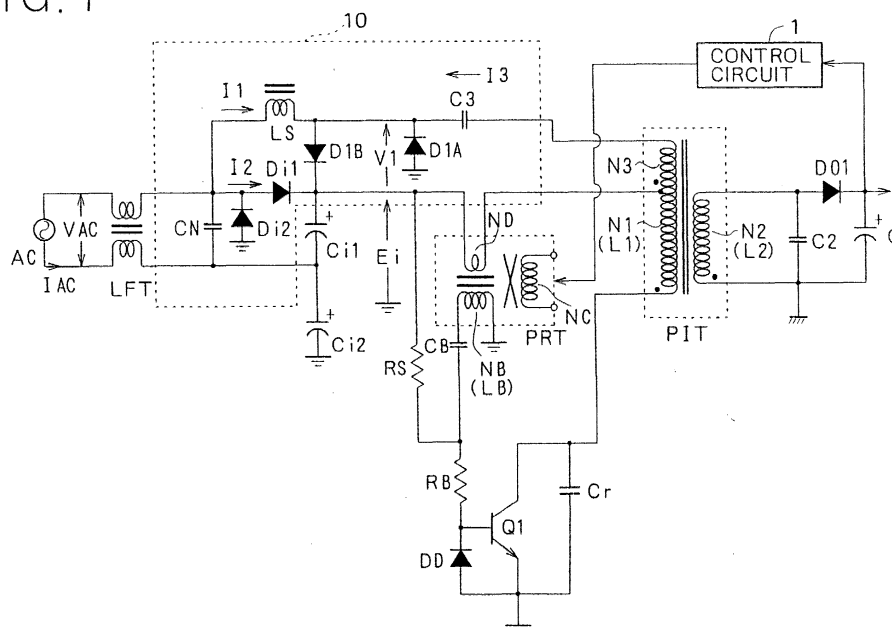 10
1
CONTROL
CIRCUIT
I1
I3
C3
LS
D1B
V1
D1A
N3
I2
Di1
D01
ND
N1
(L1)
N2
(L2)
VAC
CN
Di2
Ci1
Ei
C2
AC
IAC
LFT
NC
PRT
PIT
Ci2
CB
NB
(LB)
RS
RB
Cr
Q1
DD